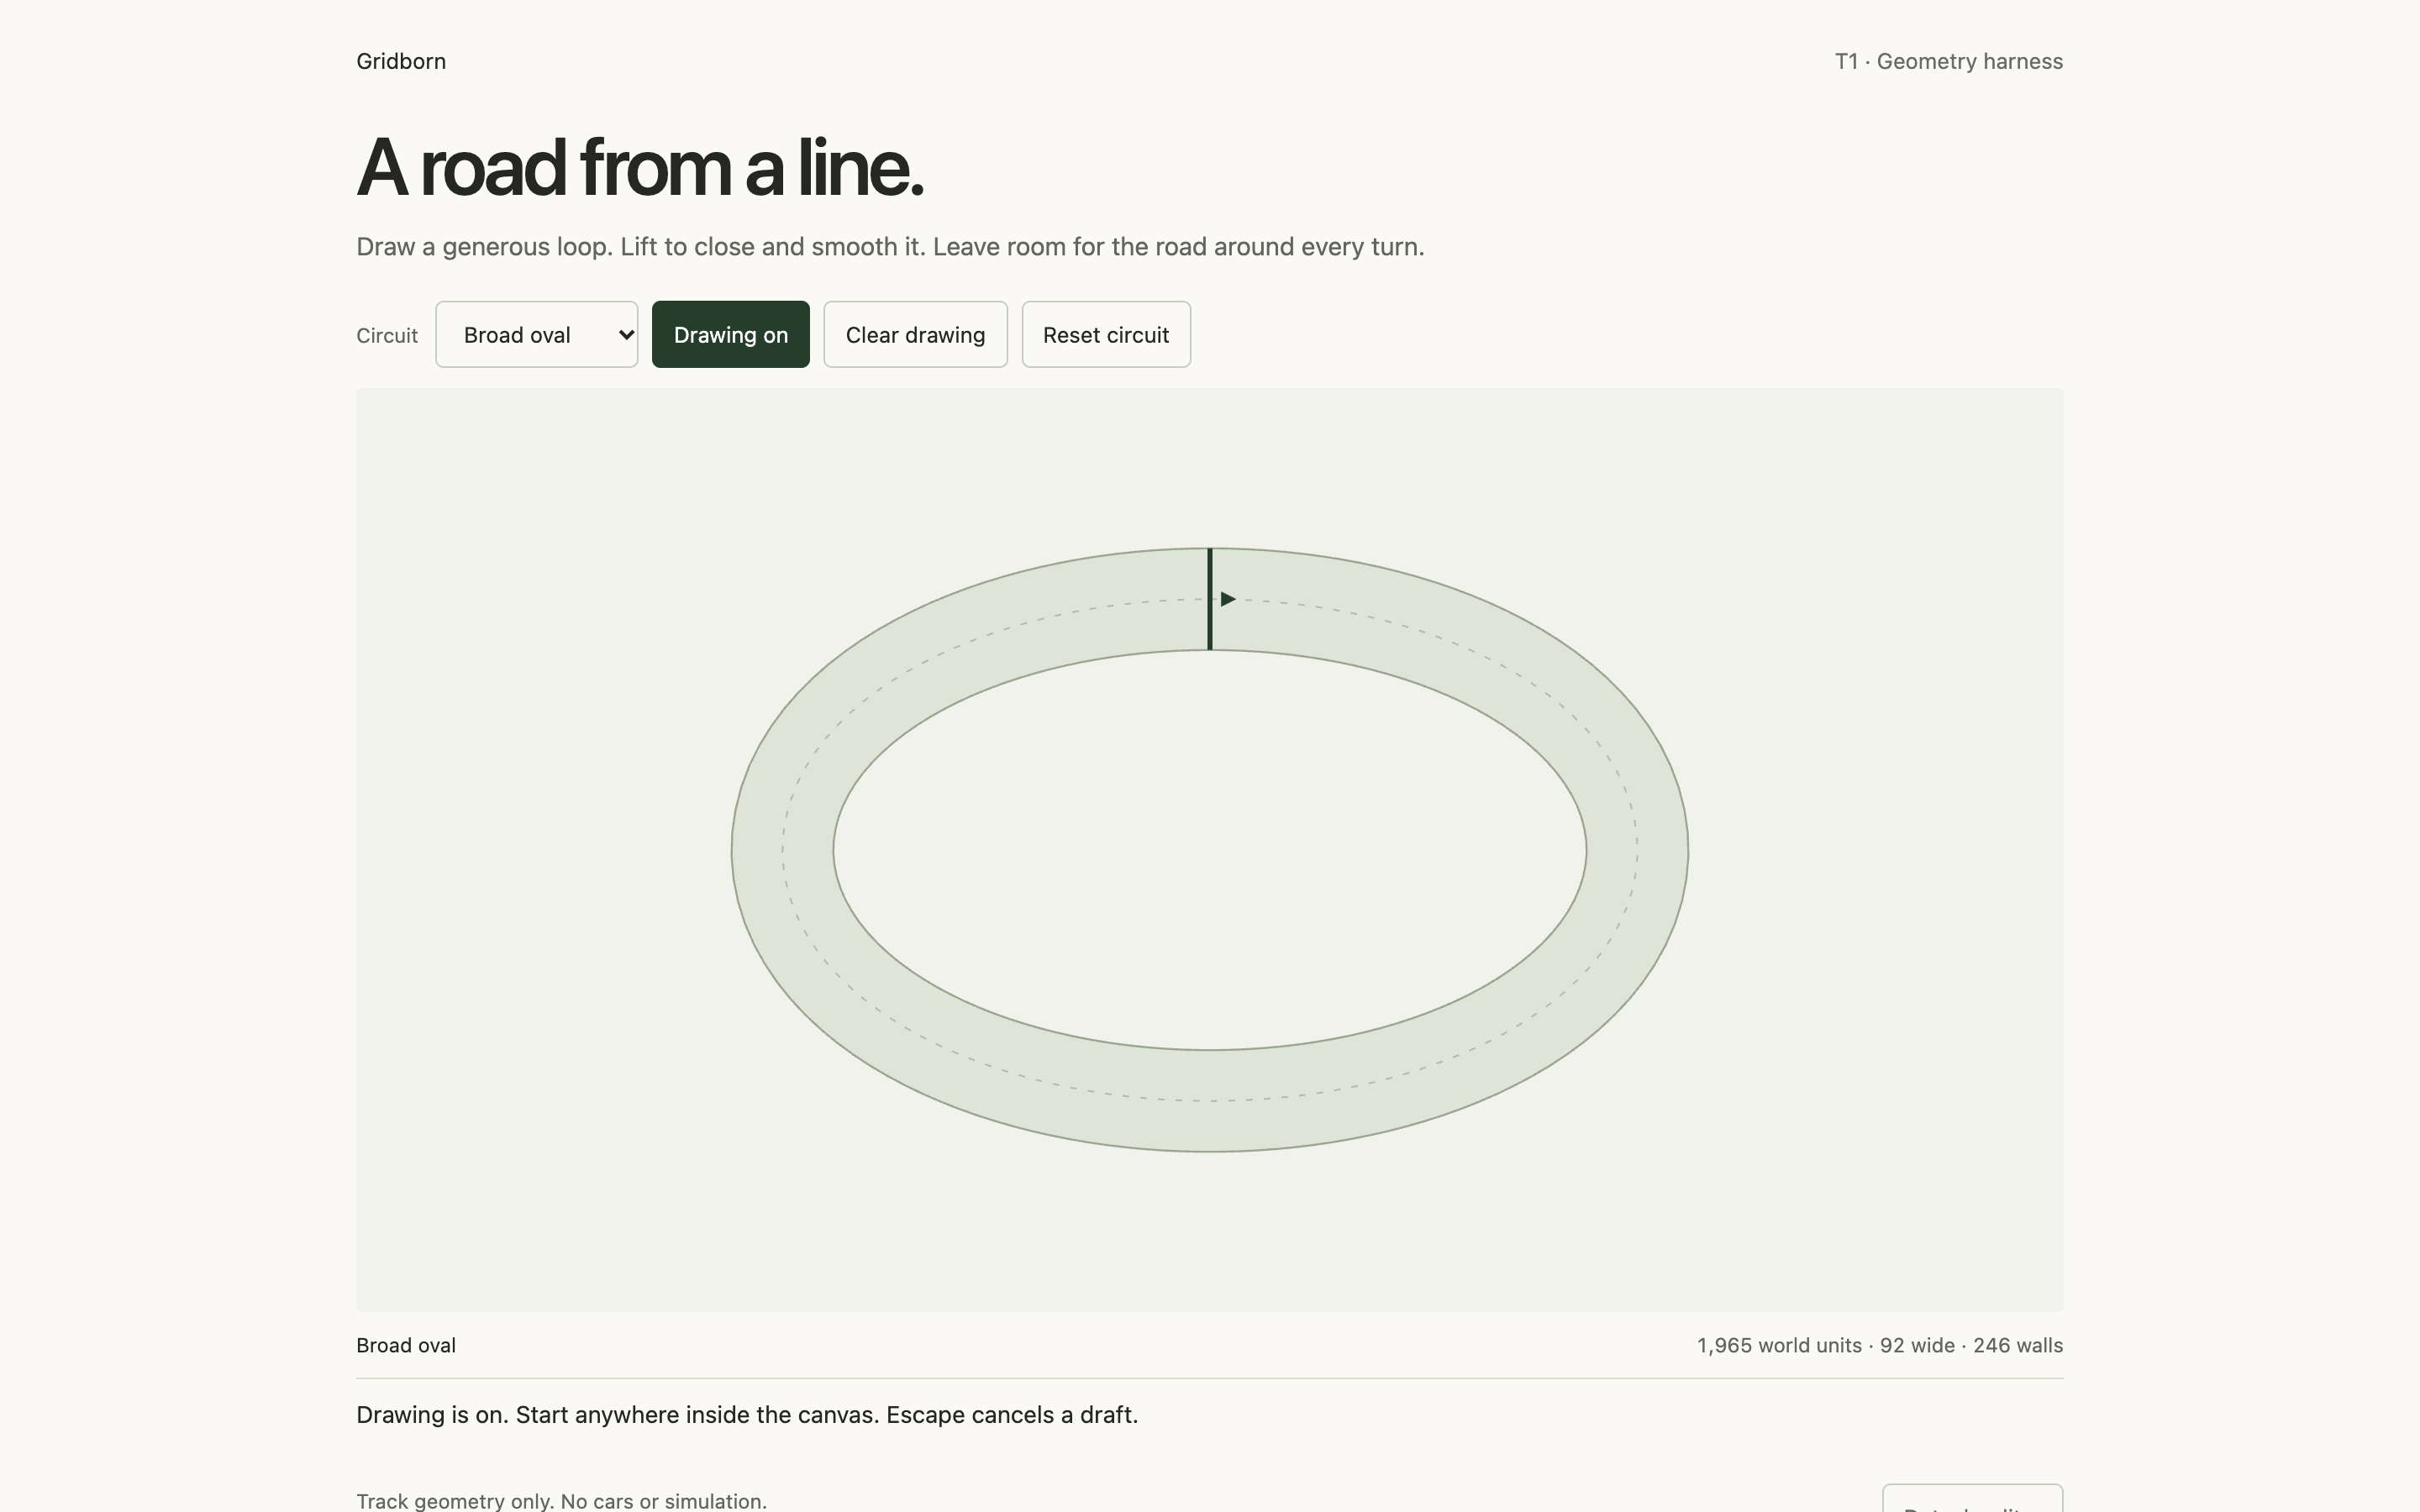 Gridborn
T1 · Geometry harness
A road from a line.
Draw a generous loop. Lift to close and smooth it. Leave room for the road around every turn.
Circuit
Broad oval
Drawing on
Clear drawing
Reset circuit
Broad oval
1,965 world units · 92 wide · 246 walls
Drawing is on. Start anywhere inside the canvas. Escape cancels a draft.
Track geometry only. No cars or simulation.